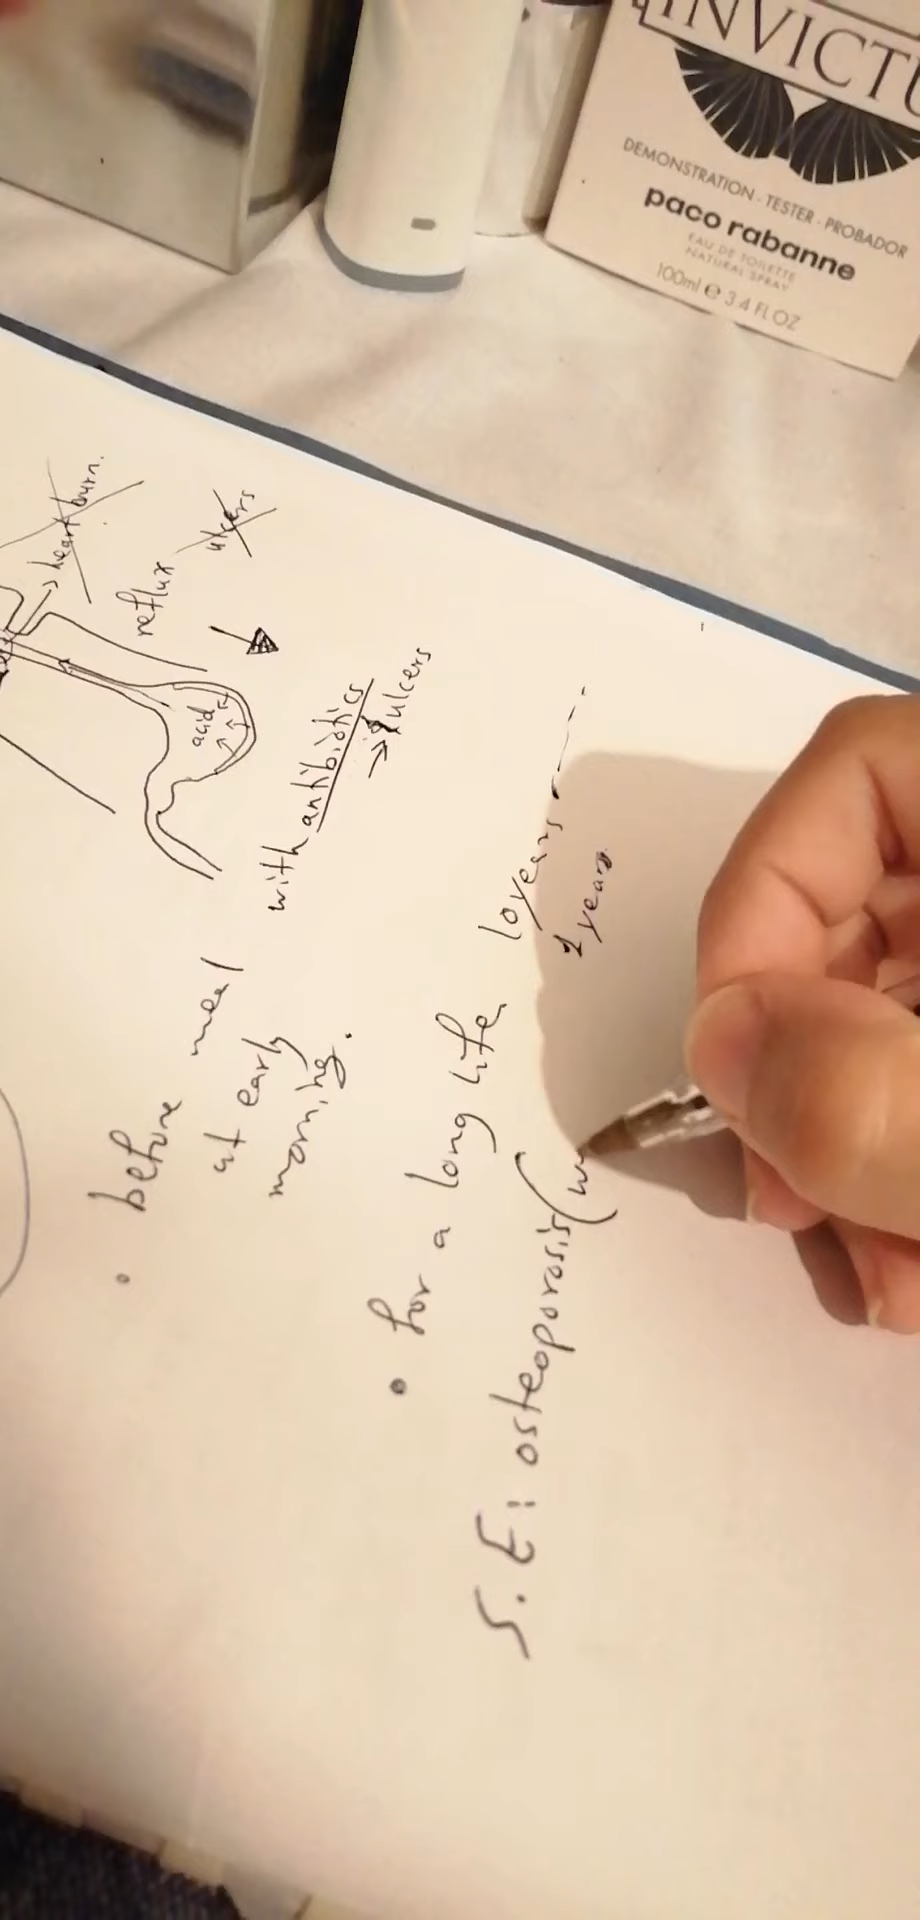 INVICTU
DEMONSTRATION - TESTER - PROBADOR
paco rabanne
EAU DE TOILETTE
NATURAL SPRAY
100ml e 3.4 FL OZ
→ heart burn.
reflux
ulcers
acid
with antibiotics
→ ulcers
• before meal
at early
morning.
• for a long life 10 years
1 years
S.E: osteoporosis (w